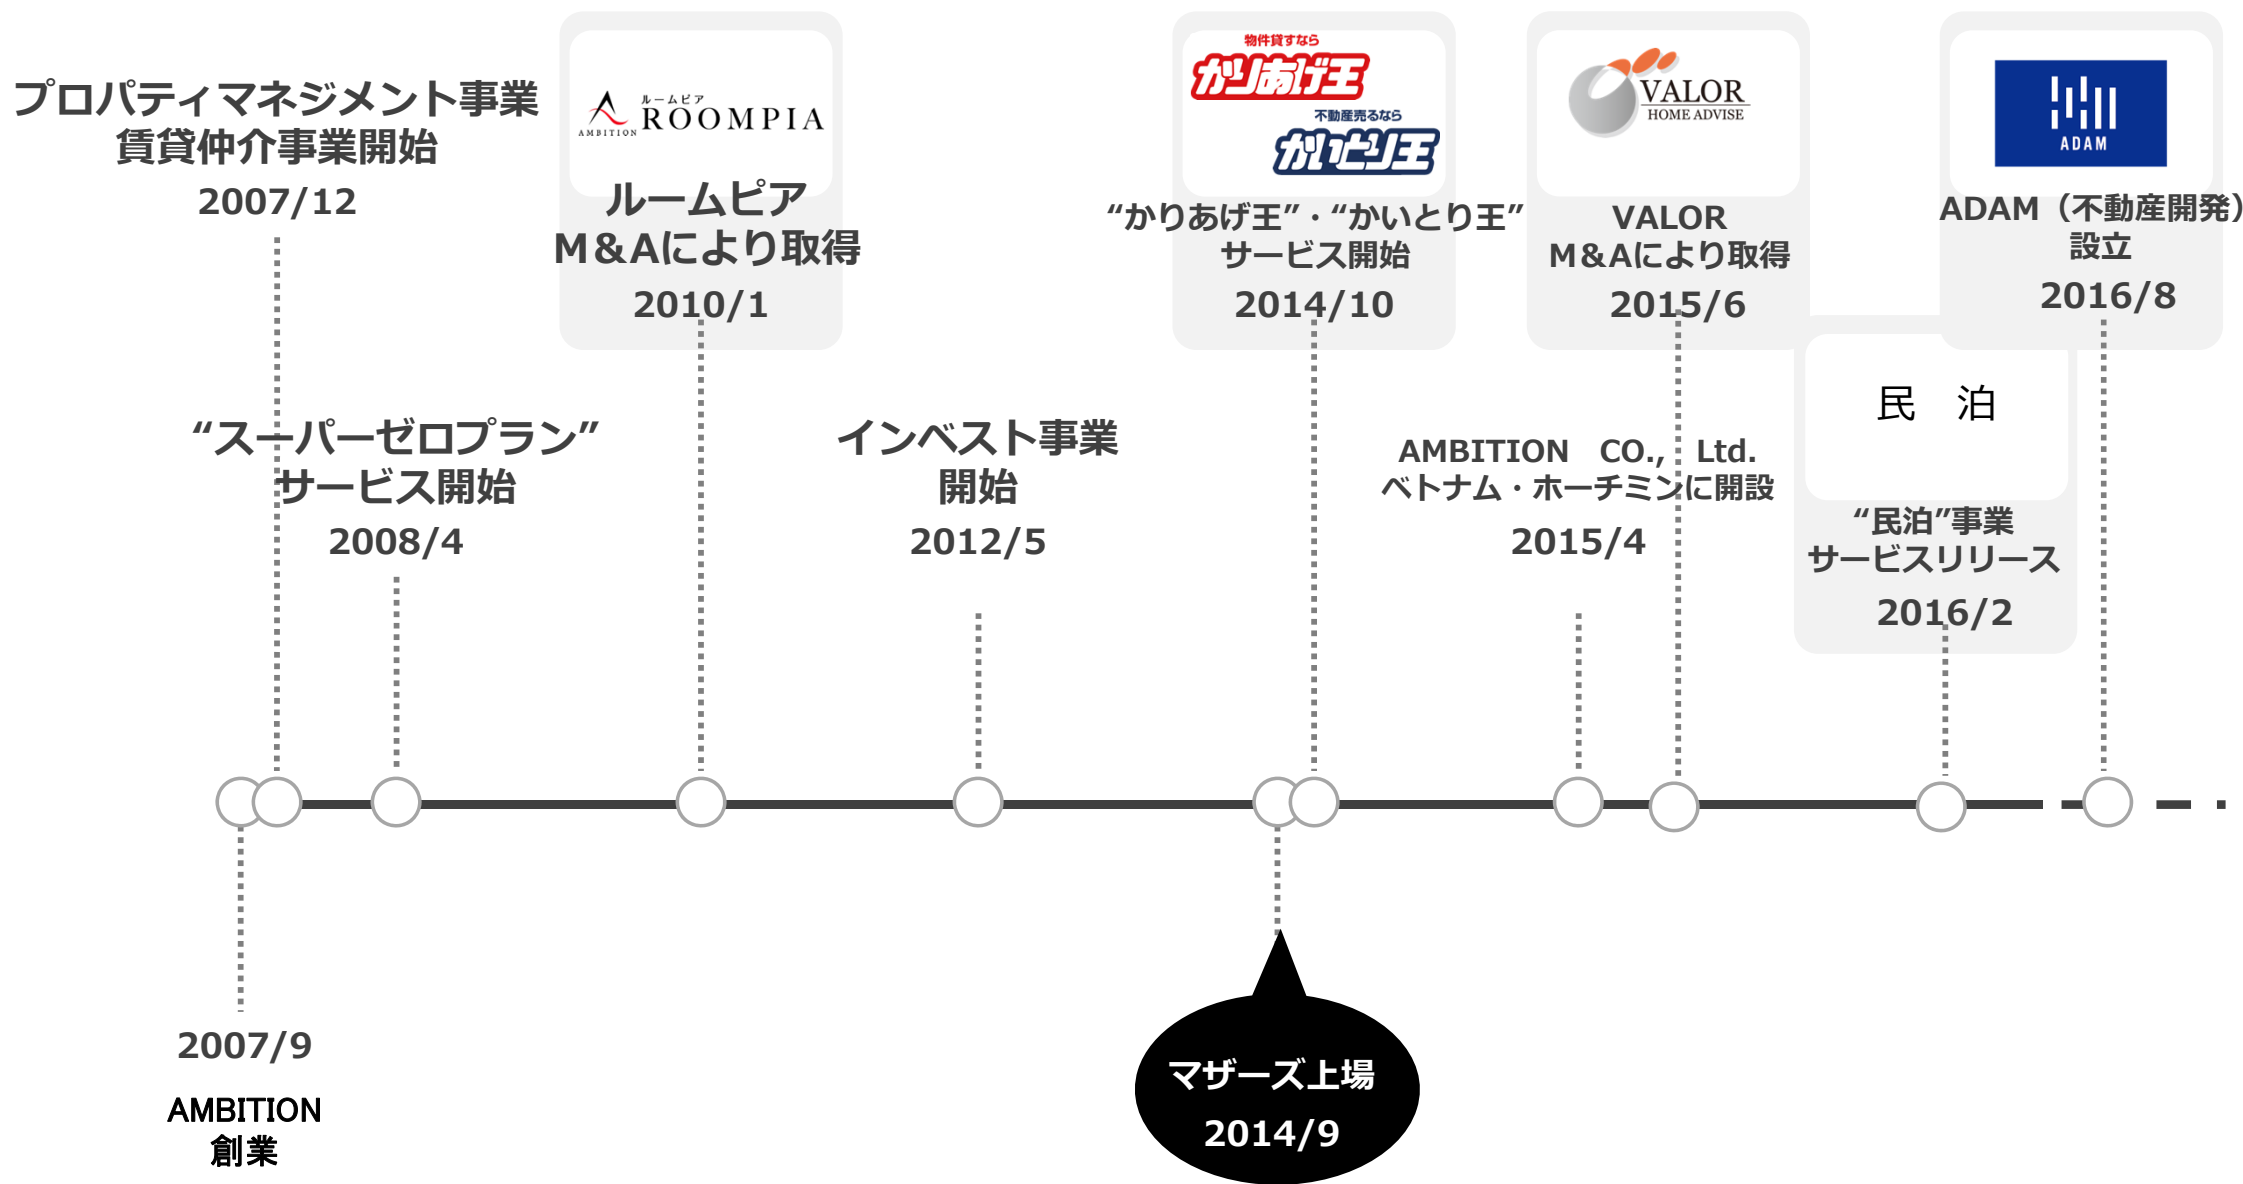 プロパティマネジメント事業
賃貸仲介事業開始
2007/12
“スーパーゼロプラン”
サービス開始
2008/4
ルームピア
AMBITION ROOMPIA
ルームピア
M&Aにより取得
2010/1
インベスト事業
開始
2012/5
物件貸すなら
かりあげ王
不動産売るなら
かいとり王
“かりあげ王”・“かいとり王”
サービス開始
2014/10
VALOR
HOME ADVISE
VALOR
M&Aにより取得
2015/6
AMBITION　CO.,　Ltd.
ベトナム・ホーチミンに開設
2015/4
民　泊
“民泊”事業
サービスリリース
2016/2
ADAM
ADAM（不動産開発）
設立
2016/8
2007/9
AMBITION
創業
マザーズ上場
2014/9